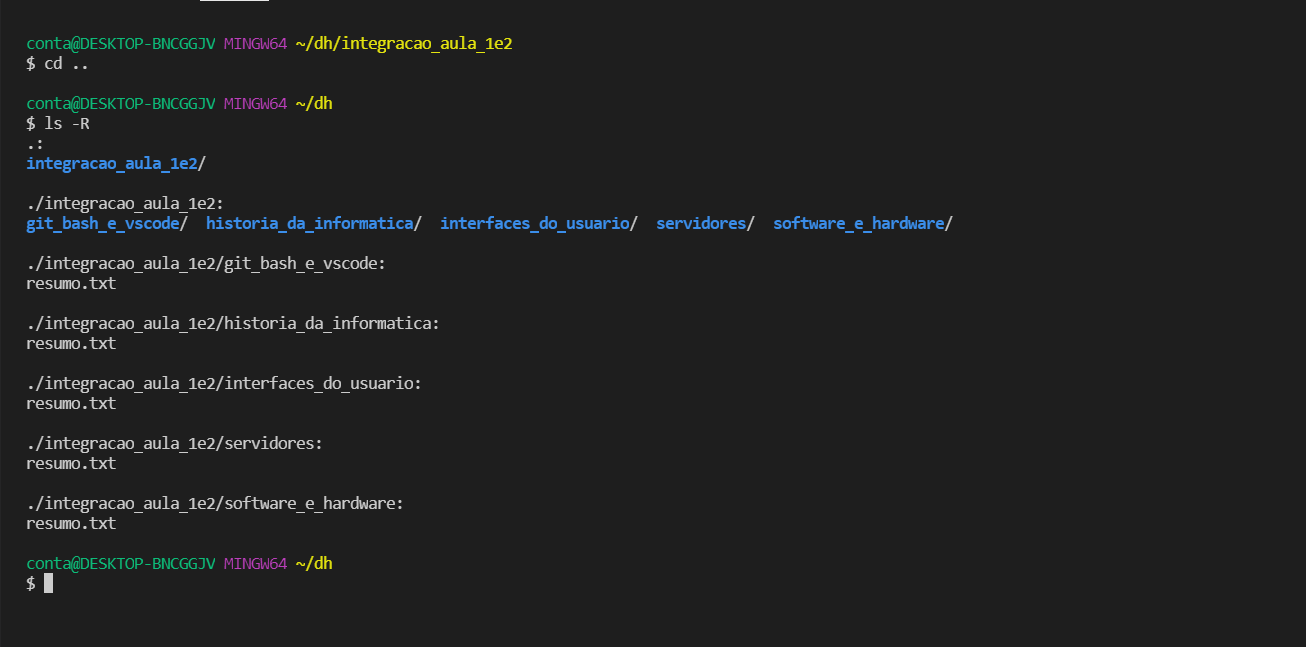 conta@DESKTOP-BNCGGJV MINGW64 ~/dh/integracao_aula_1e2
$ cd ..
conta@DESKTOP-BNCGGJV MINGW64 ~/dh
$ ls -R
.:
integracao_aula_1e2/
./integracao_aula_1e2:
git_bash_e_vscode/  historia_da_informatica/  interfaces_do_usuario/  servidores/  software_e_hardware/
./integracao_aula_1e2/git_bash_e_vscode:
resumo.txt
./integracao_aula_1e2/historia_da_informatica:
resumo.txt
./integracao_aula_1e2/interfaces_do_usuario:
resumo.txt
./integracao_aula_1e2/servidores:
resumo.txt
./integracao_aula_1e2/software_e_hardware:
resumo.txt
conta@DESKTOP-BNCGGJV MINGW64 ~/dh
$